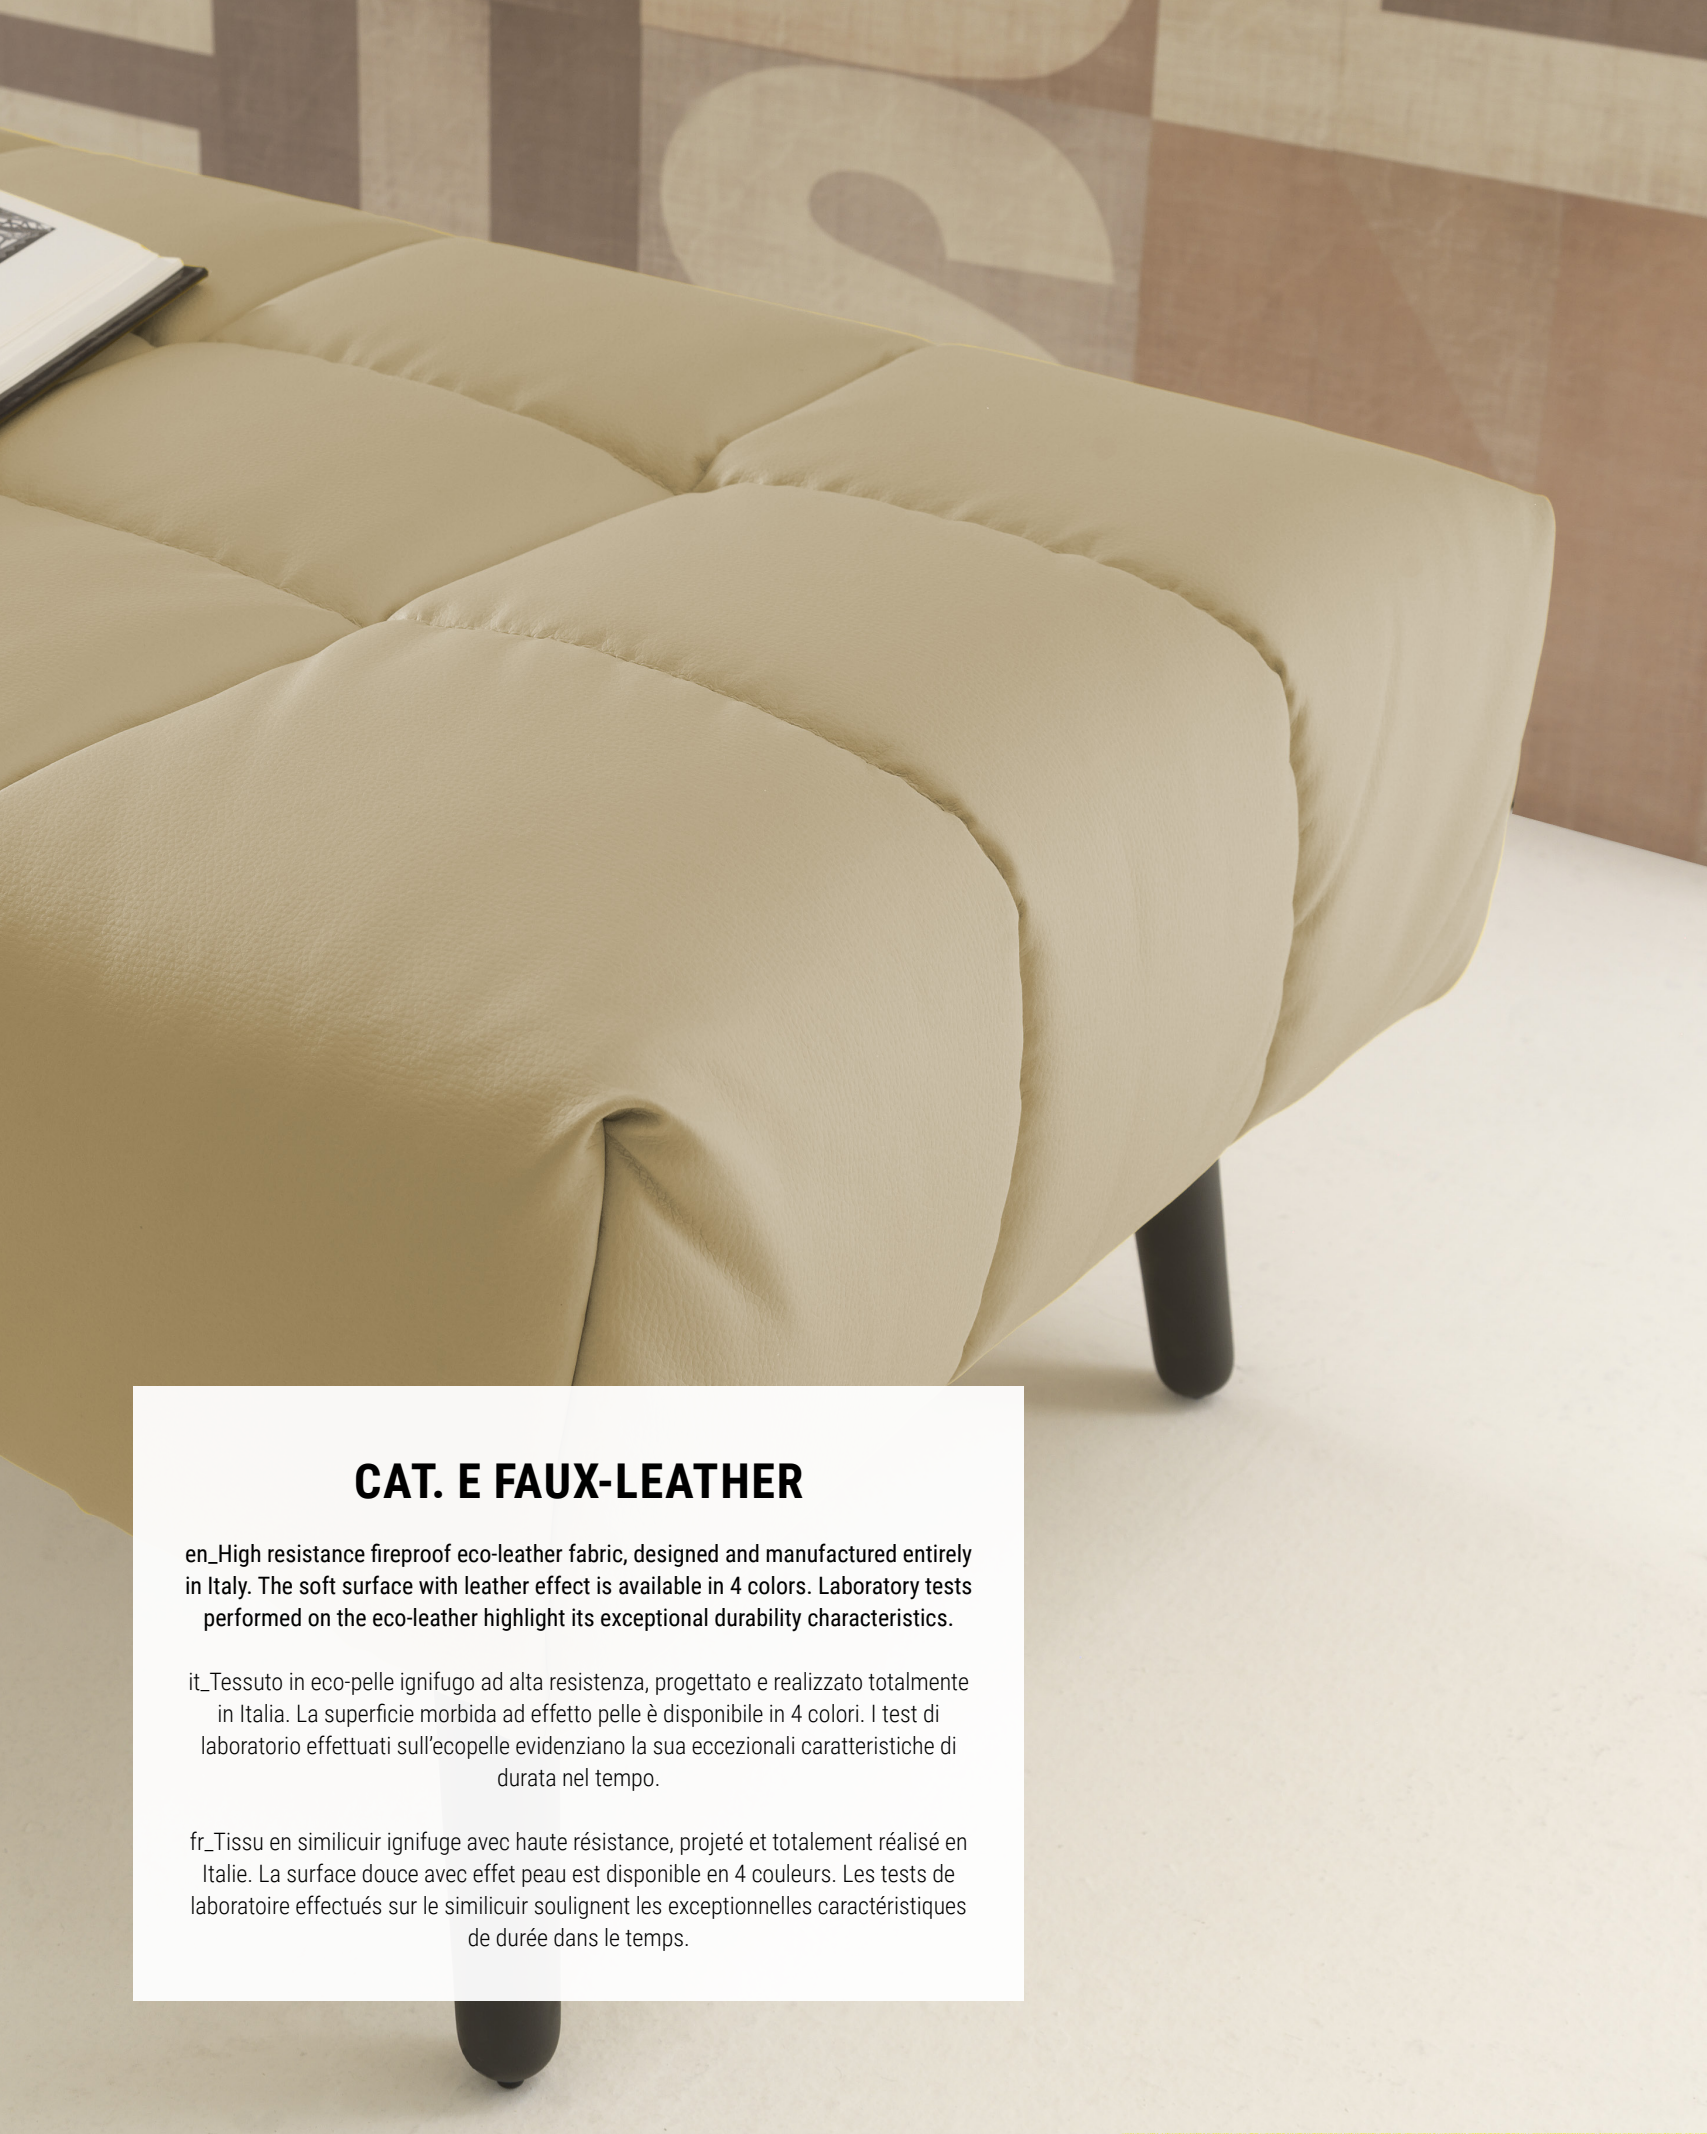 S
CAT. E FAUX-LEATHER
en_High resistance fireproof eco-leather fabric, designed and manufactured entirely
in Italy. The soft surface with leather effect is available in 4 colors. Laboratory tests
performed on the eco-leather highlight its exceptional durability characteristics.
it_Tessuto in eco-pelle ignifugo ad alta resistenza, progettato e realizzato totalmente
in Italia. La superficie morbida ad effetto pelle è disponibile in 4 colori. I test di
laboratorio effettuati sull’ecopelle evidenziano la sua eccezionali caratteristiche di
durata nel tempo.
fr_Tissu en similicuir ignifuge avec haute résistance, projeté et totalement réalisé en
Italie. La surface douce avec effet peau est disponible en 4 couleurs. Les tests de
laboratoire effectués sur le similicuir soulignent les exceptionnelles caractéristiques
de durée dans le temps.